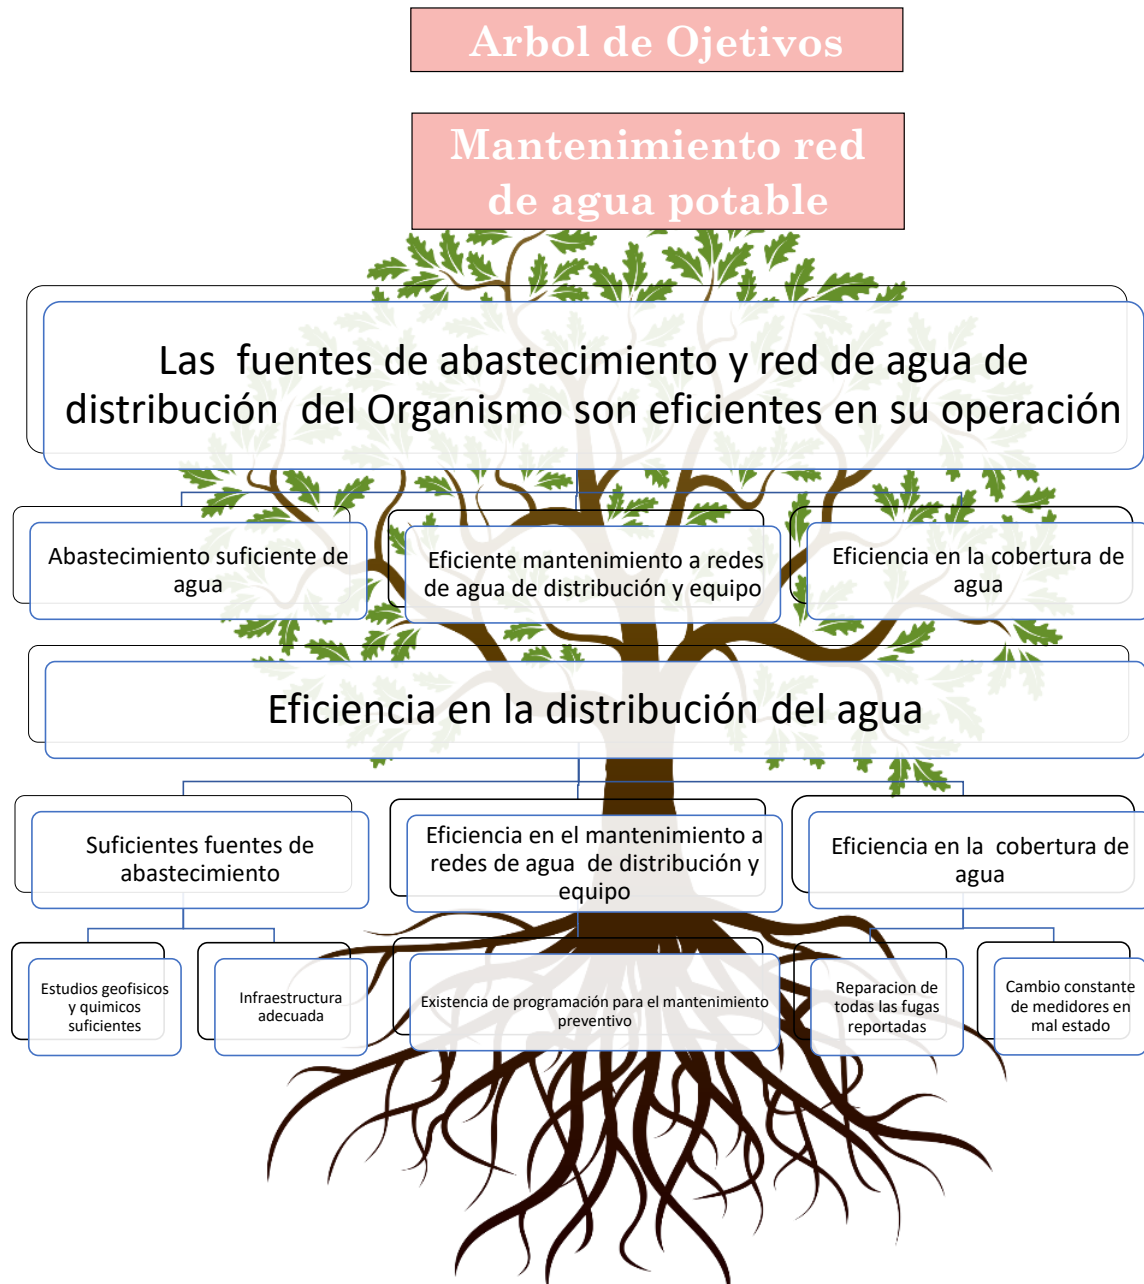 Arbol de Ojetivos
Mantenimiento red
de agua potable
Las fuentes de abastecimiento y red de agua de
distribución del Organismo son eficientes en su operación
Abastecimiento suficiente de
agua
Eficiente mantenimiento a redes
de agua de distribución y equipo
Eficiencia en la cobertura de
agua
Eficiencia en la distribución del agua
Suficientes fuentes de
abastecimiento
Eficiencia en el mantenimiento a
redes de agua de distribución y
equipo
Eficiencia en la cobertura de
agua
Estudios geofisicos
y quimicos
suficientes
Infraestructura
adecuada
Existencia de programación para el mantenimiento
preventivo
Reparacion de
todas las fugas
reportadas
Cambio constante
de medidores en
mal estado